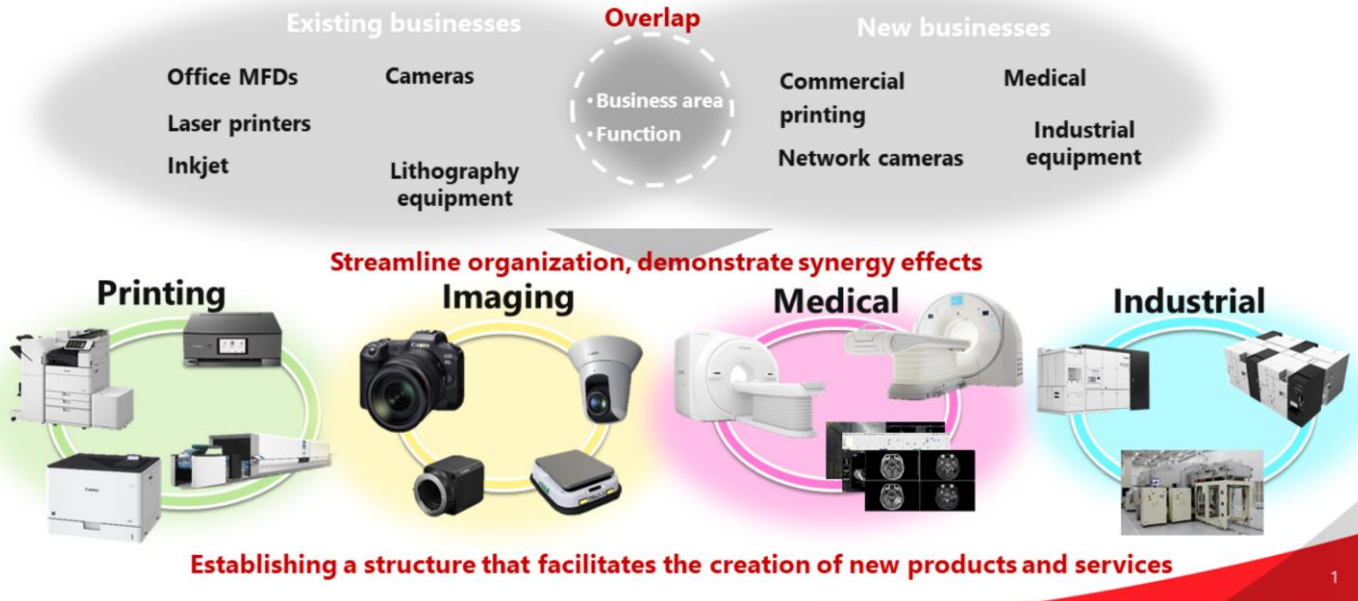 Existing businesses
Overlap
New businesses
Office MFDs
Cameras
Laser printers
Inkjet
Lithography
equipment
•Business area
•Function
Commercial
printing
Medical
Network cameras
Industrial
equipment
Streamline organization, demonstrate synergy effects
Printing
Imaging
Medical
Industrial
Canon
Canon
Establishing a structure that facilitates the creation of new products and services
1